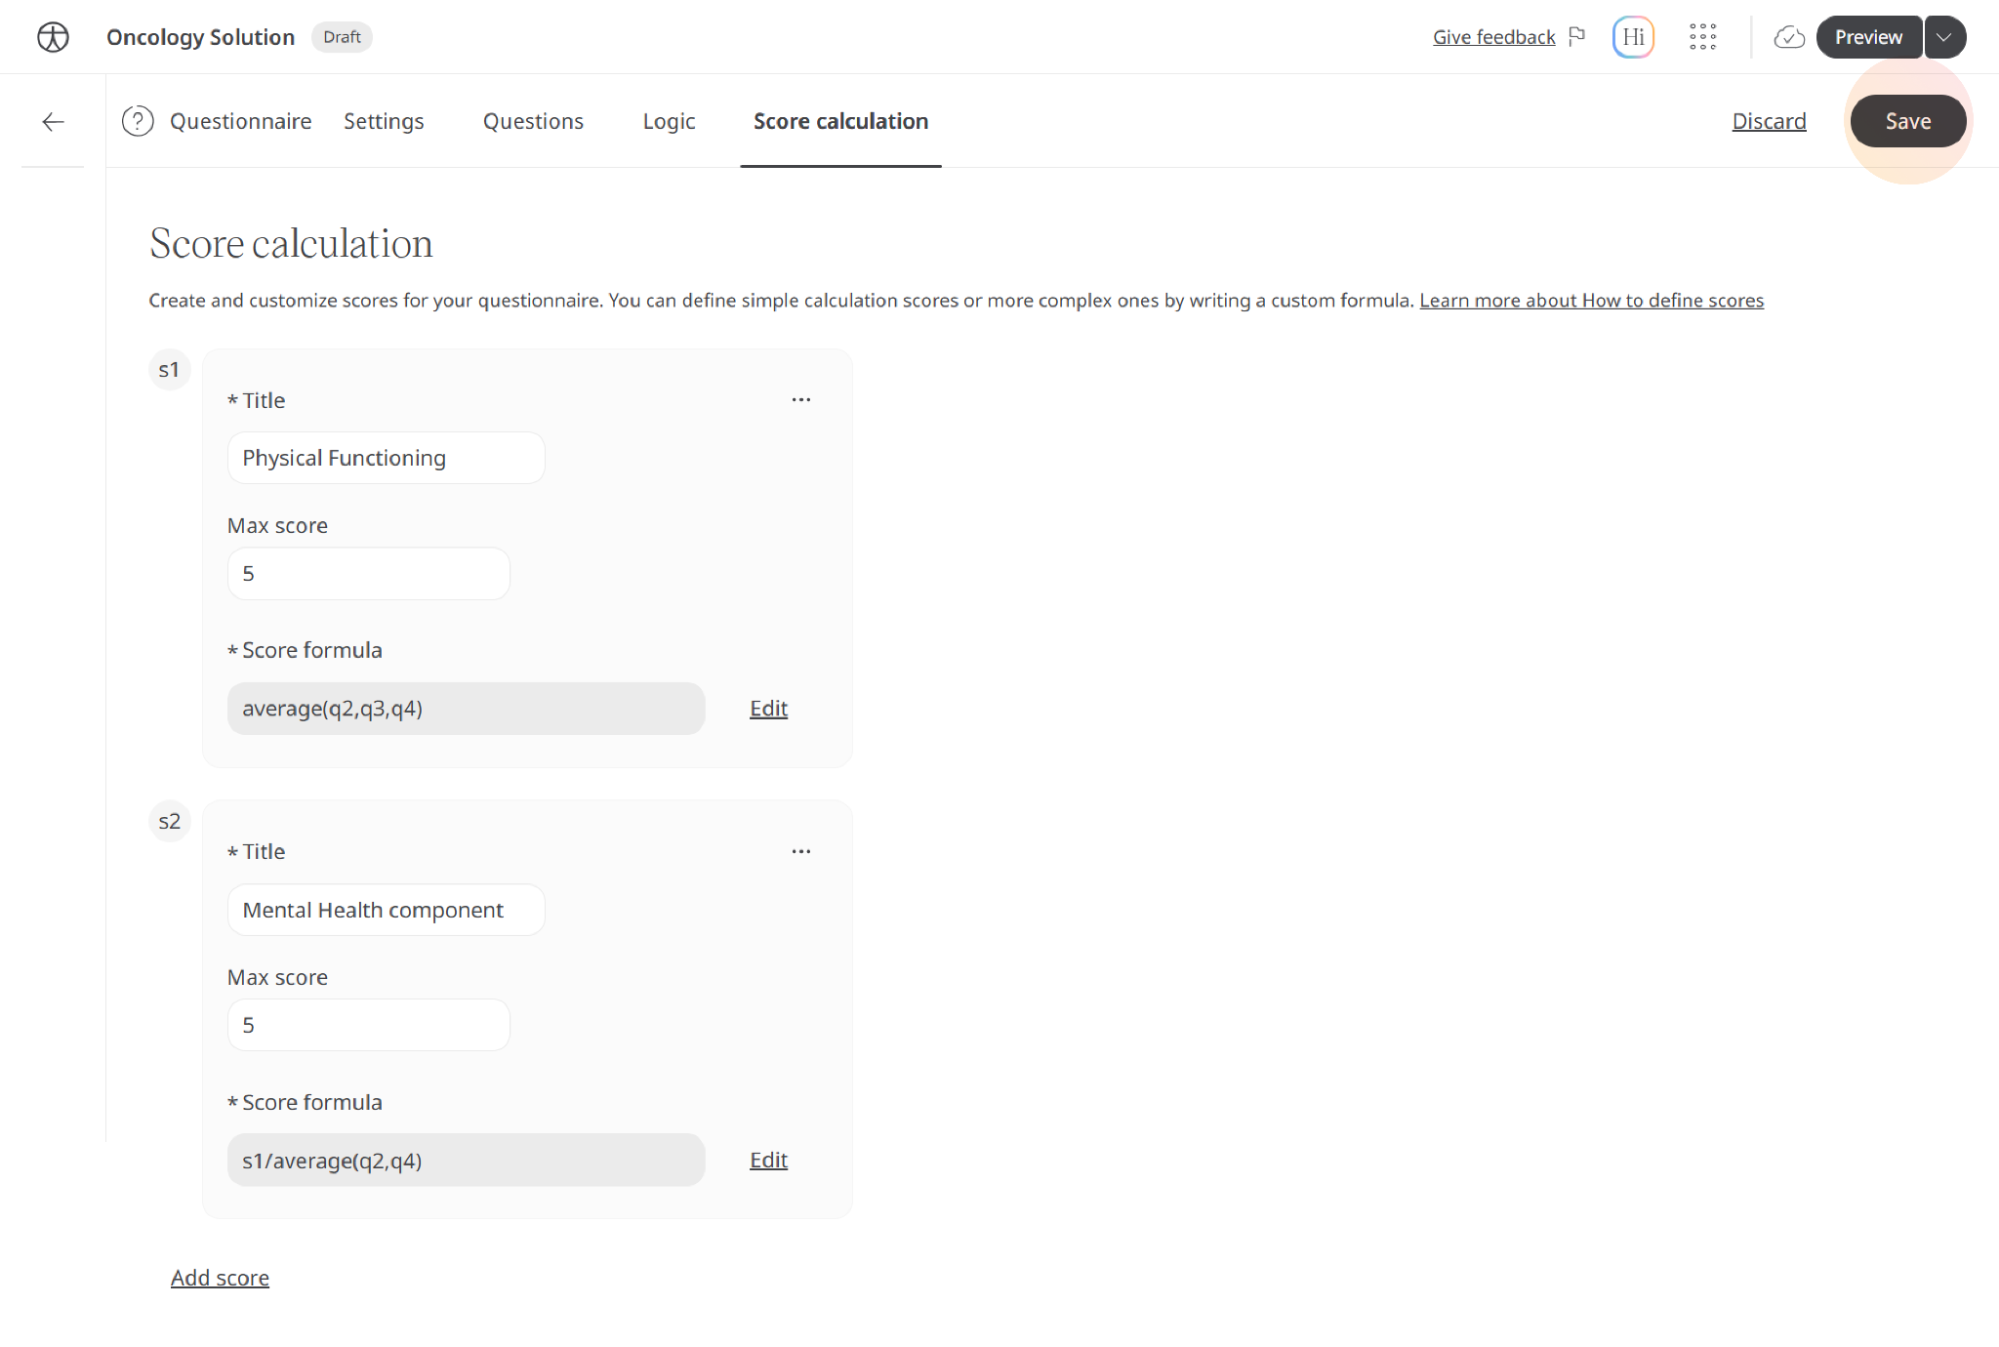 Oncology Solution Draft Give feedback Hi Preview
? Questionnaire Settings Questions Logic Score calculation Discard Save
Score calculation
Create and customize scores for your questionnaire. You can define simple calculation scores or more complex ones by writing a custom formula. Learn more about How to define scores
s1
* Title ...
Physical Functioning
Max score
5
* Score formula
average(q2,q3,q4) Edit
s2
* Title ...
Mental Health component
Max score
5
* Score formula
s1/average(q2,q4) Edit
Add score